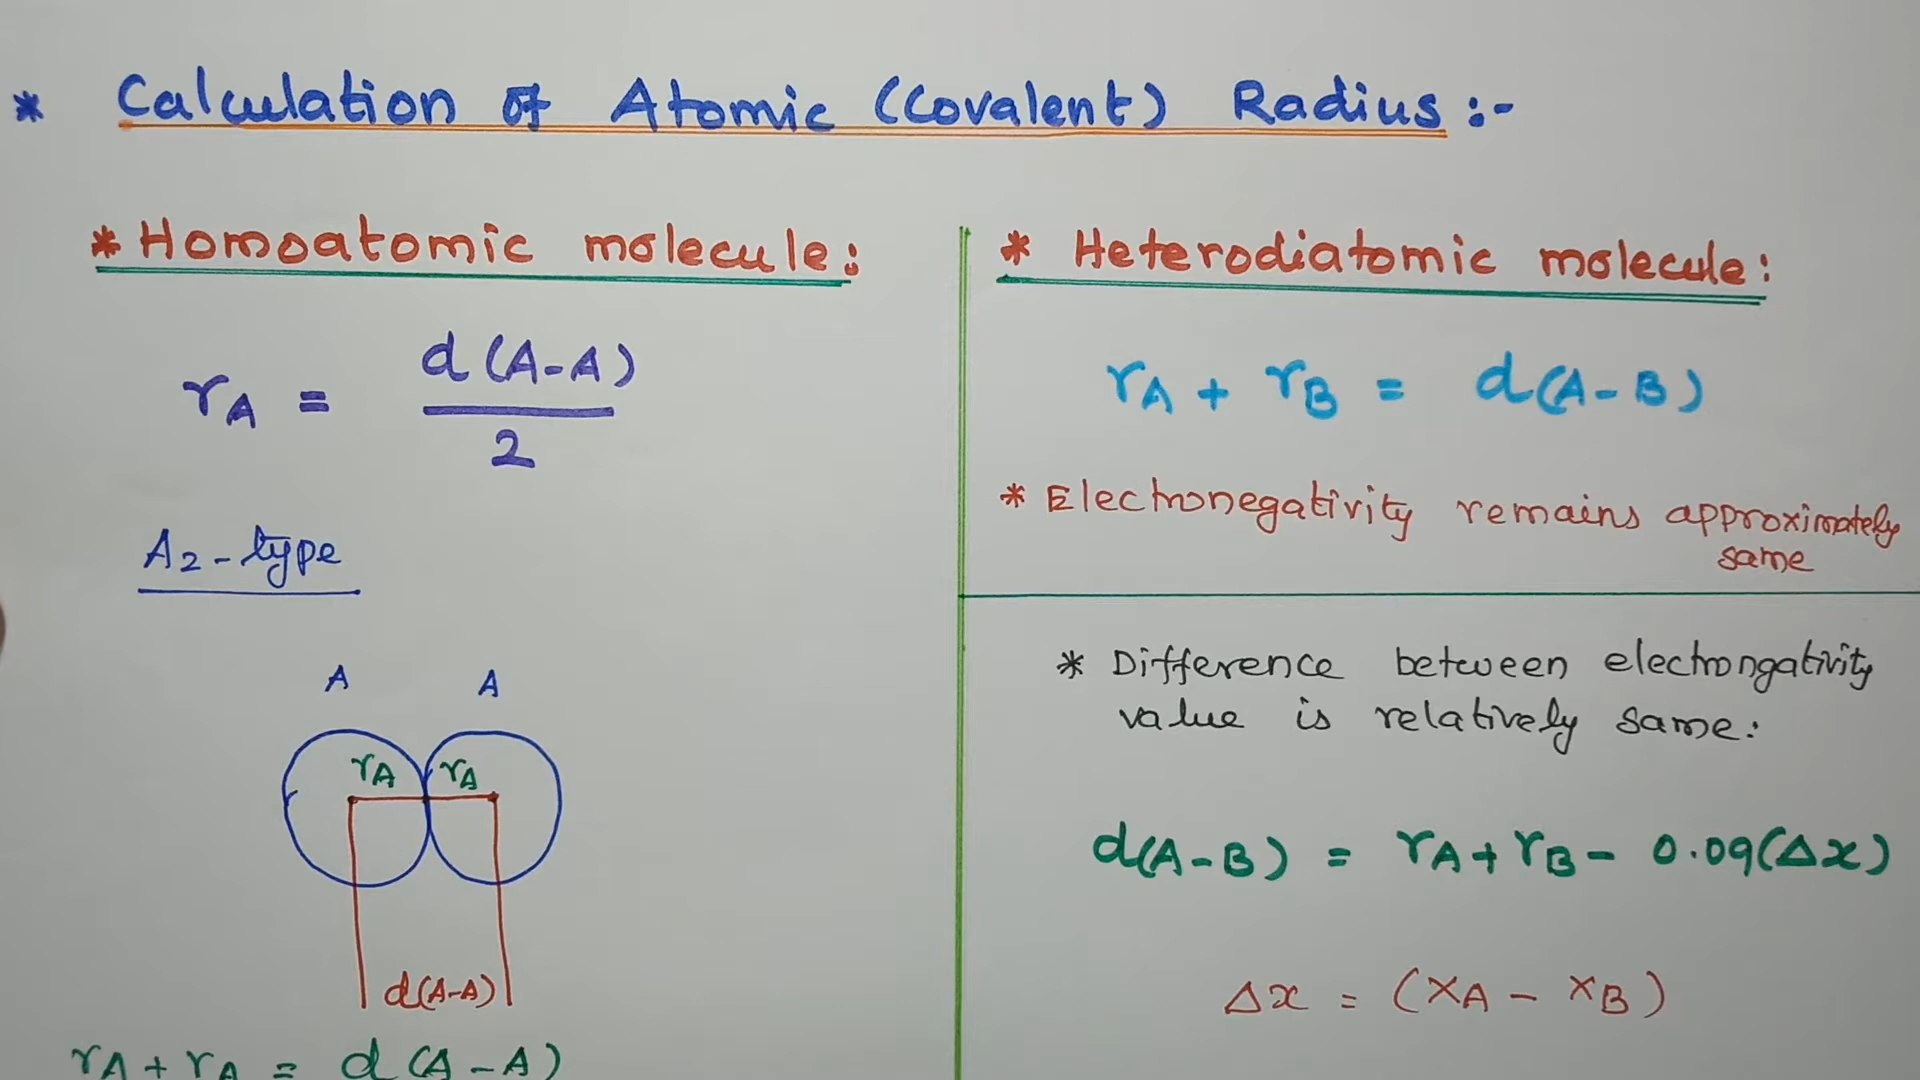 * Calculation of Atomic (Covalent) Radius :-
* Homoatomic molecule :
rA = d(A-A) / 2
A2 - type
A A
rA rA
d(A-A)
rA + rA = d(A-A)
* Heterodiatomic molecule :
rA + rB = d(A-B)
* Electronegativity remains approximately
same
* Difference between electrongativity
value is relatively same :
d(A-B) = rA + rB - 0.09(Δx)
Δx = (XA - XB)